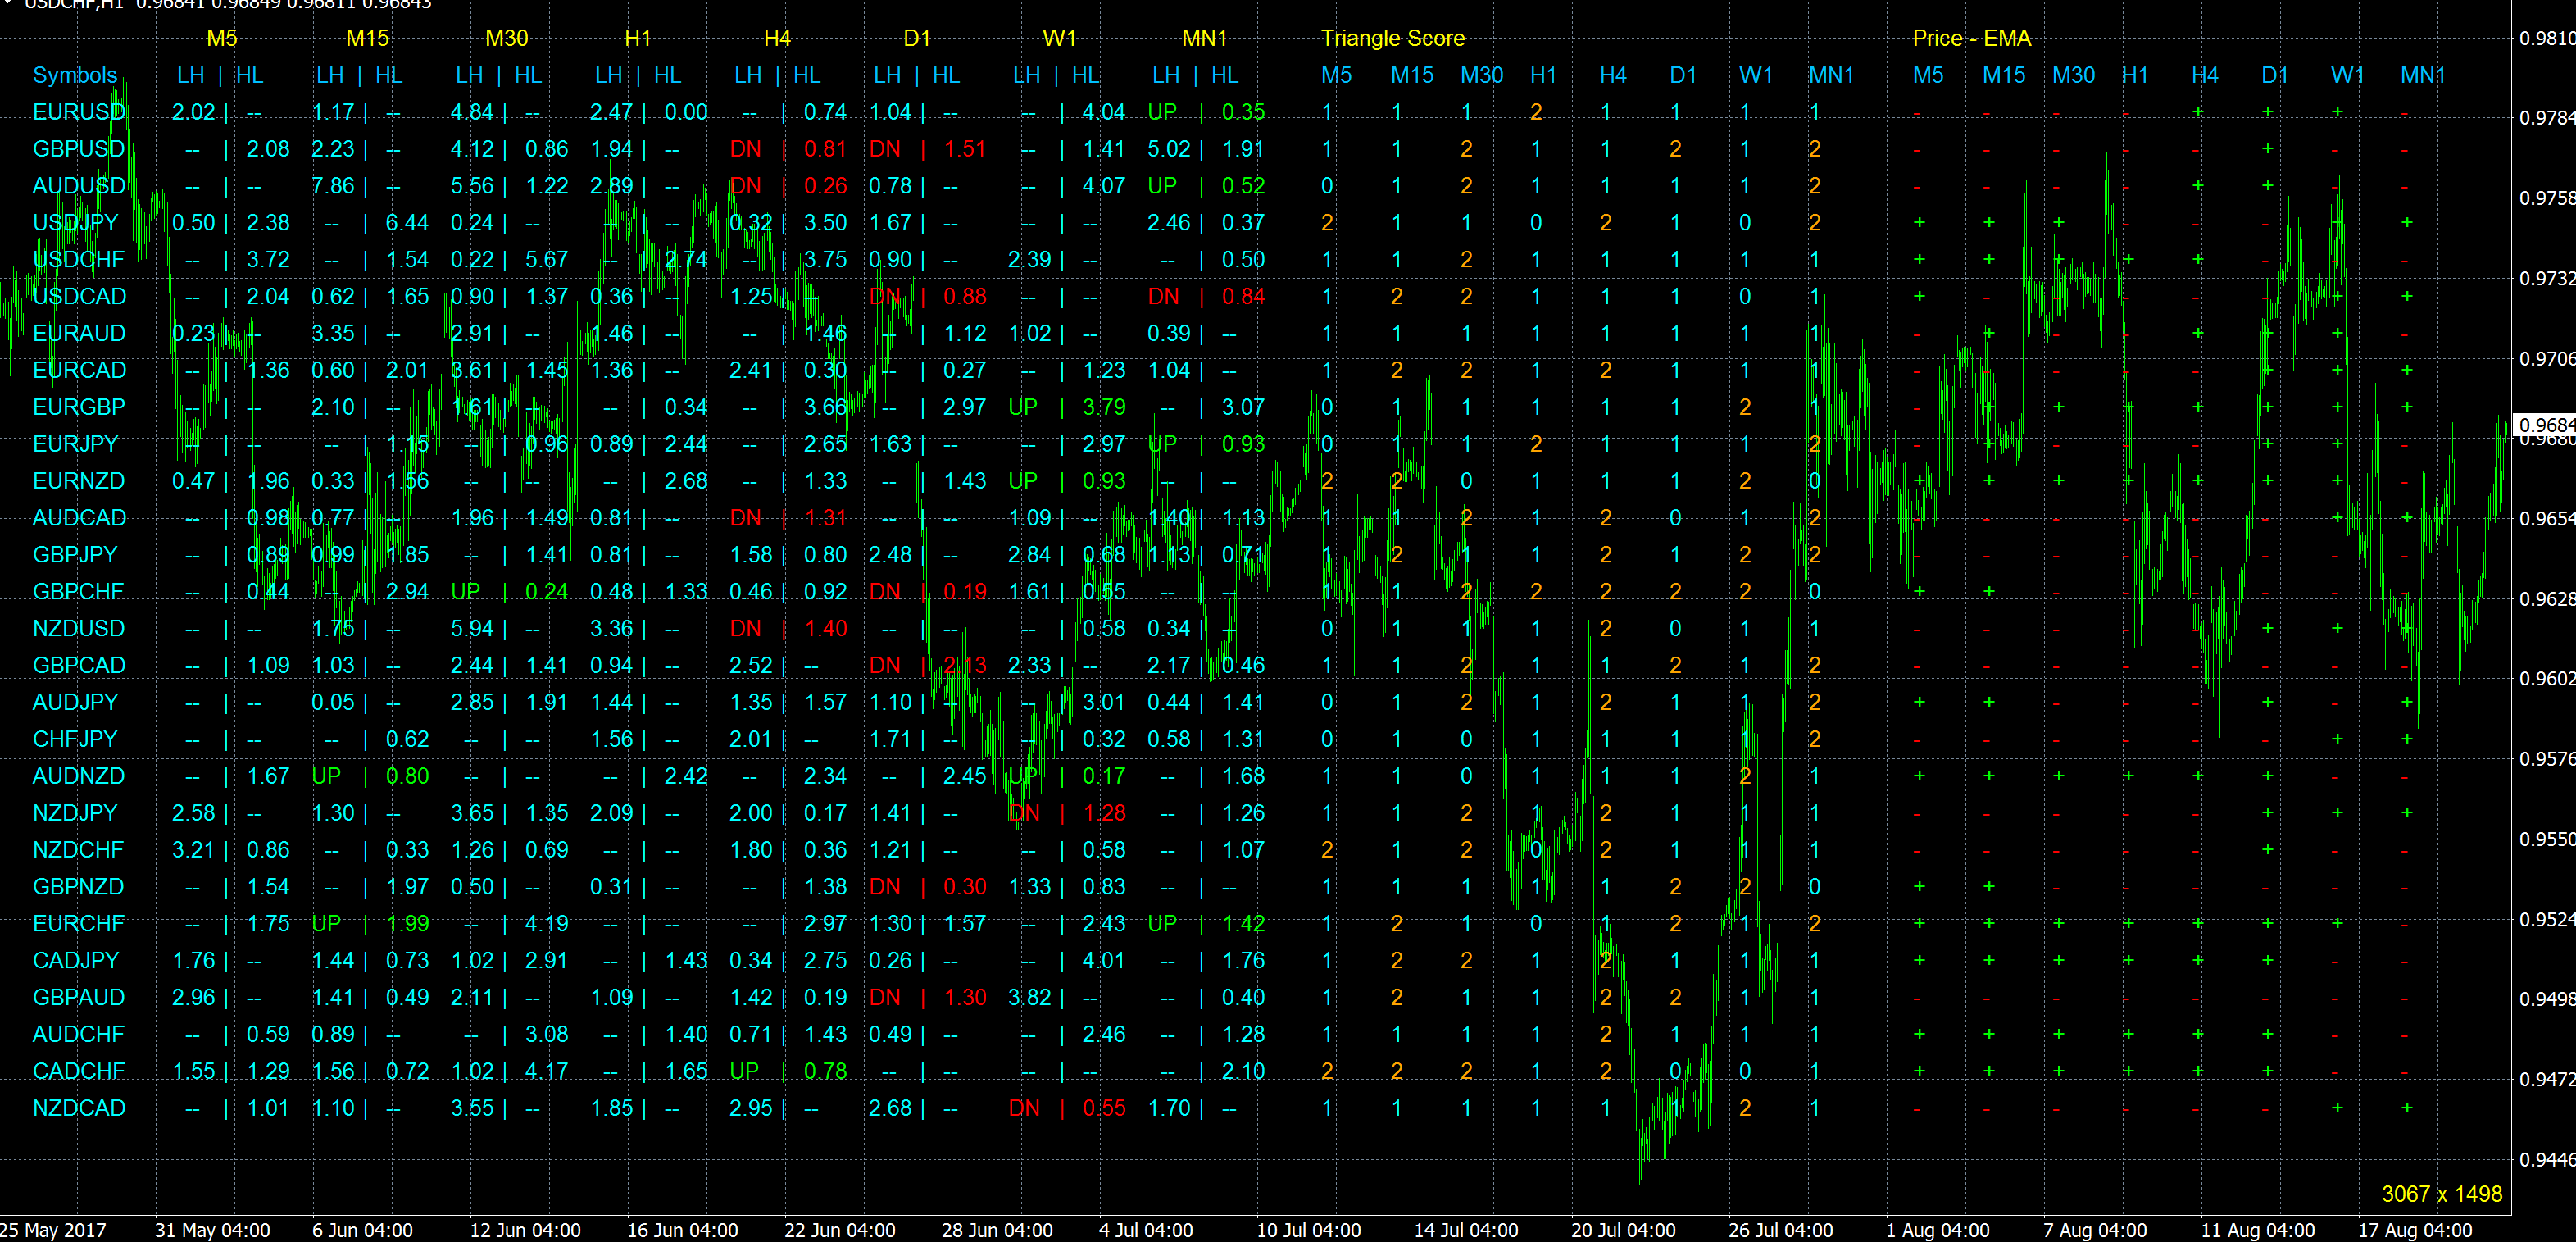 USDCHF,H1 0.96841 0.96849 0.96811 0.96843
M5 M15 M30 H1 H4 D1 W1 MN1 Triangle Score Price - EMA
Symbols LH | HL LH | HL LH | HL LH | HL LH | HL LH | HL LH | HL LH | HL M5 M15 M30 H1 H4 D1 W1 MN1 M5 M15 M30 H1 H4 D1 W1 MN1
EURUSD 2.02 | -- 1.17 | -- 4.84 | -- 2.47 | 0.00 -- | 0.74 1.04 | -- -- | 4.04 UP | 0.35 1 1 1 2 1 1 1 1 - - - - + + + -
GBPUSD -- | 2.08 2.23 | -- 4.12 | 0.86 1.94 | -- DN | 0.81 DN | 1.51 -- | 1.41 5.02 | 1.91 1 1 2 1 1 2 1 2 - - - - - + - -
AUDUSD -- | -- 7.86 | -- 5.56 | 1.22 2.89 | -- DN | 0.26 0.78 | -- -- | 4.07 UP | 0.52 0 1 2 1 1 1 1 2 - - - - + + - -
USDJPY 0.50 | 2.38 -- | 6.44 0.24 | -- -- | -- 0.32 | 3.50 1.67 | -- -- | -- 2.46 | 0.37 2 1 1 0 2 1 0 2 + + + - - - + +
USDCHF -- | 3.72 -- | 1.54 0.22 | 5.67 -- | 2.74 -- | 3.75 0.90 | -- 2.39 | -- -- | 0.50 1 1 2 1 1 1 1 1 + + + + + - - -
USDCAD -- | 2.04 0.62 | 1.65 0.90 | 1.37 0.36 | -- 1.25 | -- DN | 0.88 -- | -- DN | 0.84 1 2 2 1 1 1 0 1 + - - - - - + +
EURAUD 0.23 | -- 3.35 | -- 2.91 | -- 1.46 | -- -- | 1.46 -- | 1.12 1.02 | -- 0.39 | -- 1 1 1 1 1 1 1 1 - + - - + + + -
EURCAD -- | 1.36 0.60 | 2.01 3.61 | 1.45 1.36 | -- 2.41 | 0.30 -- | 0.27 -- | 1.23 1.04 | -- 1 2 2 1 2 1 1 1 - - - - - + + +
EURGBP -- | -- 2.10 | -- 1.61 | -- -- | 0.34 -- | 3.66 -- | 2.97 UP | 3.79 -- | 3.07 0 1 1 1 1 1 2 1 - + + + + + + +
EURJPY -- | -- -- | 1.15 -- | 0.96 0.89 | 2.44 -- | 2.65 1.63 | -- -- | 2.97 UP | 0.93 0 1 1 2 1 1 1 2 - + - - + + + -
EURNZD 0.47 | 1.96 0.33 | 1.56 -- | -- -- | 2.68 -- | 1.33 -- | 1.43 UP | 0.93 -- | -- 2 2 0 1 1 1 2 0 + + + + + + + -
AUDCAD -- | 0.98 0.77 | -- 1.96 | 1.49 0.81 | -- DN | 1.31 -- | -- 1.09 | -- 1.40 | 1.13 1 1 2 1 2 0 1 2 - - - - - - + +
GBPJPY -- | 0.89 0.99 | 1.85 -- | 1.41 0.81 | -- 1.58 | 0.80 2.48 | -- 2.84 | 0.68 1.13 | 0.71 1 2 1 1 2 1 2 2 - - - - - - - -
GBPCHF -- | 0.44 -- | 2.94 UP | 0.24 0.48 | 1.33 0.46 | 0.92 DN | 0.19 1.61 | 0.55 -- | -- 1 1 2 2 2 2 2 0 + + - - - - - -
NZDUSD -- | -- 1.75 | -- 5.94 | -- 3.36 | -- DN | 1.40 -- | -- -- | 0.58 0.34 | -- 0 1 1 1 2 0 1 1 - - - - - + + +
GBPCAD -- | 1.09 1.03 | -- 2.44 | 1.41 0.94 | -- 2.52 | -- DN | 2.13 2.33 | -- 2.17 | 0.46 1 1 2 1 1 2 1 2 - - - - - - - -
AUDJPY -- | -- 0.05 | -- 2.85 | 1.91 1.44 | -- 1.35 | 1.57 1.10 | -- -- | 3.01 0.44 | 1.41 0 1 2 1 2 1 1 2 + + - - - + - +
CHFJPY -- | -- -- | 0.62 -- | -- 1.56 | -- 2.01 | -- 1.71 | -- -- | 0.32 0.58 | 1.31 0 1 0 1 1 1 1 2 - - - - - - + +
AUDNZD -- | 1.67 UP | 0.80 -- | -- -- | 2.42 -- | 2.34 -- | 2.45 UP | 0.17 -- | 1.68 1 1 0 1 1 1 2 1 + + + + + + - -
NZDJPY 2.58 | -- 1.30 | -- 3.65 | 1.35 2.09 | -- 2.00 | 0.17 1.41 | -- DN | 1.28 -- | 1.26 1 1 2 1 2 1 1 1 - - - - - + + +
NZDCHF 3.21 | 0.86 -- | 0.33 1.26 | 0.69 -- | -- 1.80 | 0.36 1.21 | -- -- | 0.58 -- | 1.07 2 1 2 0 2 1 1 1 - - - - - + - -
GBPNZD -- | 1.54 -- | 1.97 0.50 | -- 0.31 | -- -- | 1.38 DN | 0.30 1.33 | 0.83 -- | -- 1 1 1 1 1 2 2 0 + + - - - - - -
EURCHF -- | 1.75 UP | 1.99 -- | 4.19 -- | -- -- | 2.97 1.30 | 1.57 -- | 2.43 UP | 1.42 1 2 1 0 1 2 1 2 + + + + + + + -
CADJPY 1.76 | -- 1.44 | 0.73 1.02 | 2.91 -- | 1.43 0.34 | 2.75 0.26 | -- -- | 4.01 -- | 1.76 1 2 2 1 2 1 1 1 + + + + + + - -
GBPAUD 2.96 | -- 1.41 | 0.49 2.11 | -- 1.09 | -- 1.42 | 0.19 DN | 1.30 3.82 | -- -- | 0.40 1 2 1 1 2 2 1 1 - - - - - - - -
AUDCHF -- | 0.59 0.89 | -- -- | 3.08 -- | 1.40 0.71 | 1.43 0.49 | -- -- | 2.46 -- | 1.28 1 1 1 1 2 1 1 1 + + + + + + - -
CADCHF 1.55 | 1.29 1.56 | 0.72 1.02 | 4.17 -- | 1.65 UP | 0.78 -- | -- -- | -- -- | 2.10 2 2 2 1 2 0 0 1 + + + + + + - -
NZDCAD -- | 1.01 1.10 | -- 3.55 | -- 1.85 | -- 2.95 | -- 2.68 | -- DN | 0.55 1.70 | -- 1 1 1 1 1 1 2 1 - - - - - - + +
0.9810
0.9784
0.9758
0.9732
0.9706
0.9684
0.9680
0.9654
0.9628
0.9602
0.9576
0.9550
0.9524
0.9498
0.9472
0.9446
3067 x 1498
25 May 2017 31 May 04:00 6 Jun 04:00 12 Jun 04:00 16 Jun 04:00 22 Jun 04:00 28 Jun 04:00 4 Jul 04:00 10 Jul 04:00 14 Jul 04:00 20 Jul 04:00 26 Jul 04:00 1 Aug 04:00 7 Aug 04:00 11 Aug 04:00 17 Aug 04:00